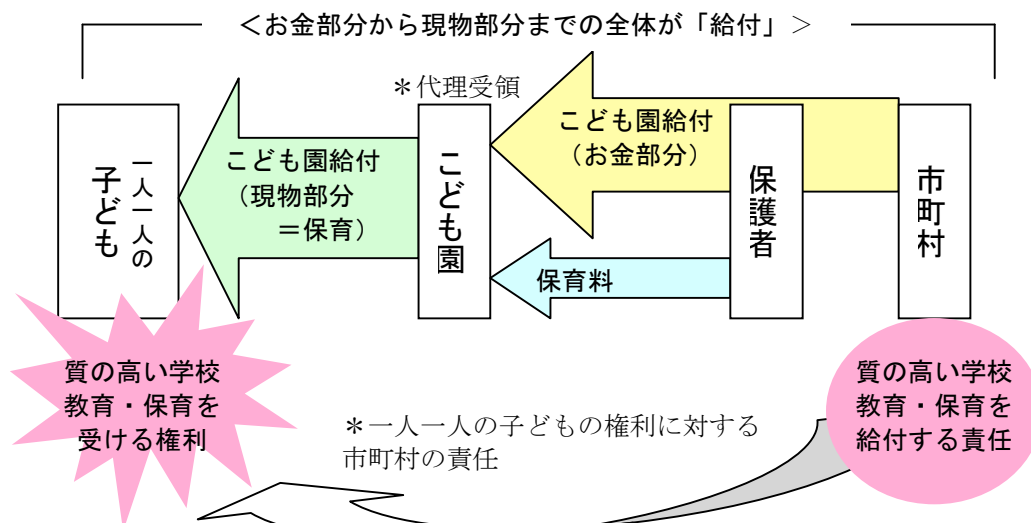 ＜お金部分から現物部分までの全体が「給付」＞
＊代理受領
一人一人の
子ども
こども園給付
（現物部分
＝保育）
こども園
こども園給付
（お金部分）
保育料
保護者
市町村
質の高い学校
教育・保育を
受ける権利
＊一人一人の子どもの権利に対する
市町村の責任
質の高い学校
教育・保育を
給付する責任